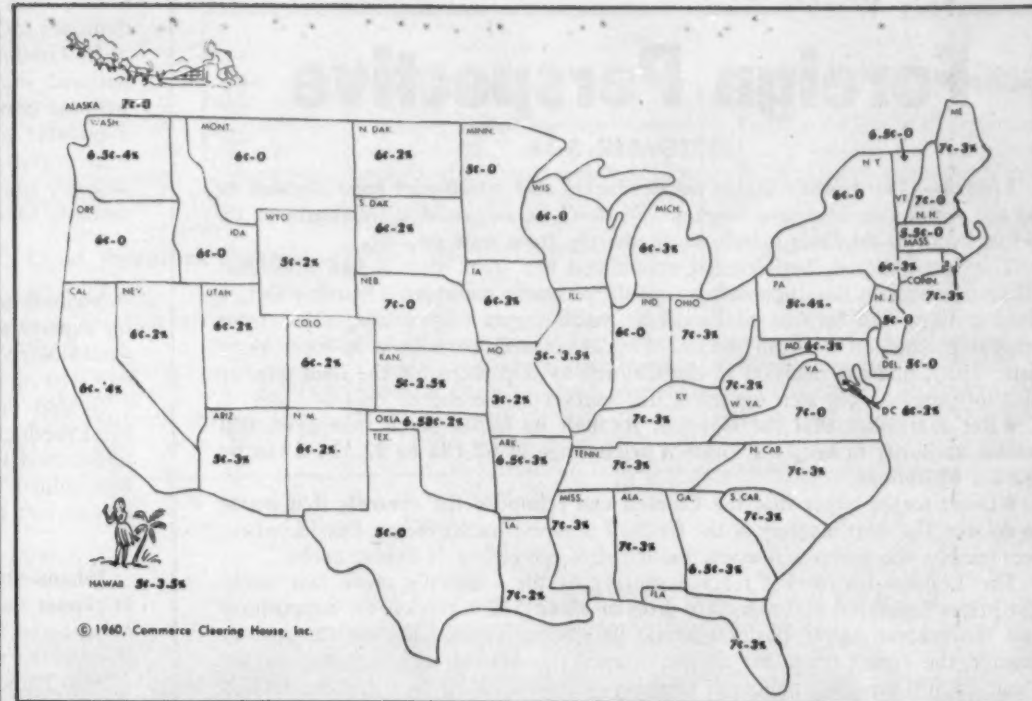 ALASKA 7¢-0
WASH.
6.5¢-4%
MONT.
6¢-0
N. DAK.
6¢-2%
MINN.
5¢-0
ORE.
6¢-0
IDA.
6¢-0
WYO.
5¢-2%
S. DAK.
6¢-2%
WIS.
6¢-0
MICH.
6¢-3%
N. Y.
6¢-0
6.5¢-0
VT.
ME.
7¢-3%
7¢-0
N. H.
5.5¢-0
MASS.
6¢-3%
CONN.
7¢-3%
CAL.
6¢-4%
NEV.
6¢-2%
UTAH
6¢-2%
COLO.
6¢-2%
NEB.
7¢-0
KAN.
5¢-2.5%
IA.
6¢-2%
MO.
3¢-2%
ILL.
5¢-3.5%
IND.
6¢-0
OHIO
7¢-3%
PA.
5¢-4%
N. J.
5¢-0
MD. 6¢-3%
DEL.
5¢-0
D C 6¢-2%
W. VA.
7¢-2%
7¢-0
KY.
7¢-3%
ARIZ.
5¢-3%
N. M.
6¢-2%
OKLA. 6.58¢-2%
TEX.
5¢-0
ARK.
6.5¢-3%
TENN.
7¢-3%
N. CAR.
7¢-3%
S. CAR.
7¢-3%
MISS.
7¢-3%
ALA.
7¢-3%
GA.
6.5¢-3%
LA.
7¢-2%
FLA.
7¢-3%
5¢-3.5%
© 1960, Commerce Clearing House, Inc.